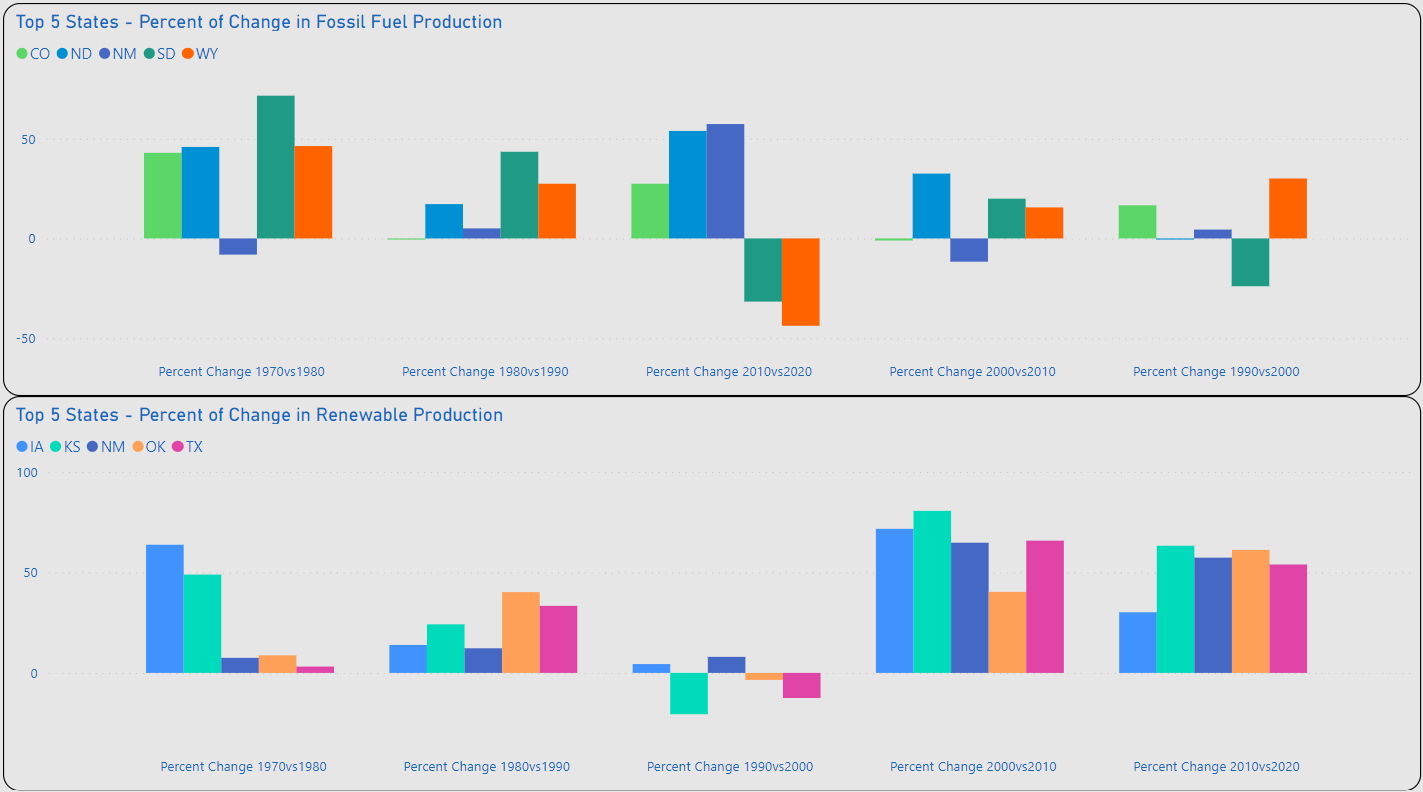 Top 5 States - Percent of Change in Fossil Fuel Production
CO ND NM SD WY
50
0
-50
Percent Change 1970vs1980 Percent Change 1980vs1990 Percent Change 2010vs2020 Percent Change 2000vs2010 Percent Change 1990vs2000
Top 5 States - Percent of Change in Renewable Production
IA KS NM OK TX
100
50
0
Percent Change 1970vs1980 Percent Change 1980vs1990 Percent Change 1990vs2000 Percent Change 2000vs2010 Percent Change 2010vs2020